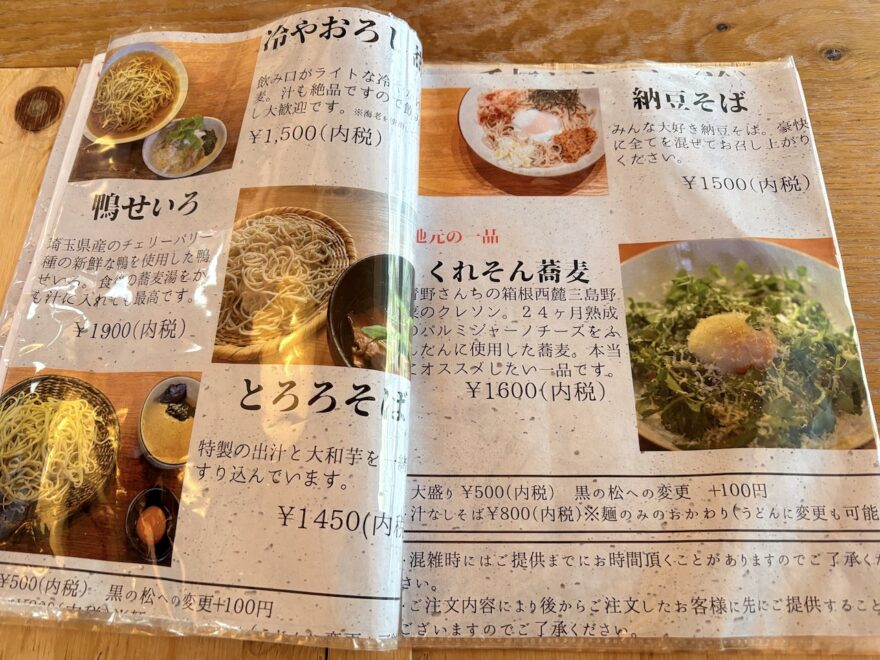 冷やおろし
飲み口がライトな冷
麦。汁も絶品ですので飲
し大歓迎です。※海老を
¥1,500(内税)
鴨せいろ
埼玉県産のチェリーバリー
種の新鮮な鴨を使用した鴨
せいろ。食後の蕎麦湯をか
も汁に入れても最高です。
¥1900(内税)
とろろそば
特製の出汁と大和芋を一
すり込んでいます。
¥1450(内税
¥500(内税) 黒の松への変更+100円
納豆そば
みんな大好き納豆そば。豪快
に全てを混ぜてお召し上がり
ください。
¥1500(内税)
地元の一品
くれそん蕎麦
野さんちの箱根西麓三島野
菜のクレソン。24ヶ月熟成
のパルミジャーノチーズをふ
んだんに使用した蕎麦。本当
にオススメしたい一品です。
¥1600(内税)
大盛り¥500(内税) 黒の松への変更 +100円
汁なしそば¥800(内税)※麺のみのおかわり(うどんに変更も可能
・混雑時にはご提供までにお時間頂くことがありますのでご了承くだ
さい。
・ご注文内容により後からご注文したお客様に先にご提供すること
ございますのでご了承ください。